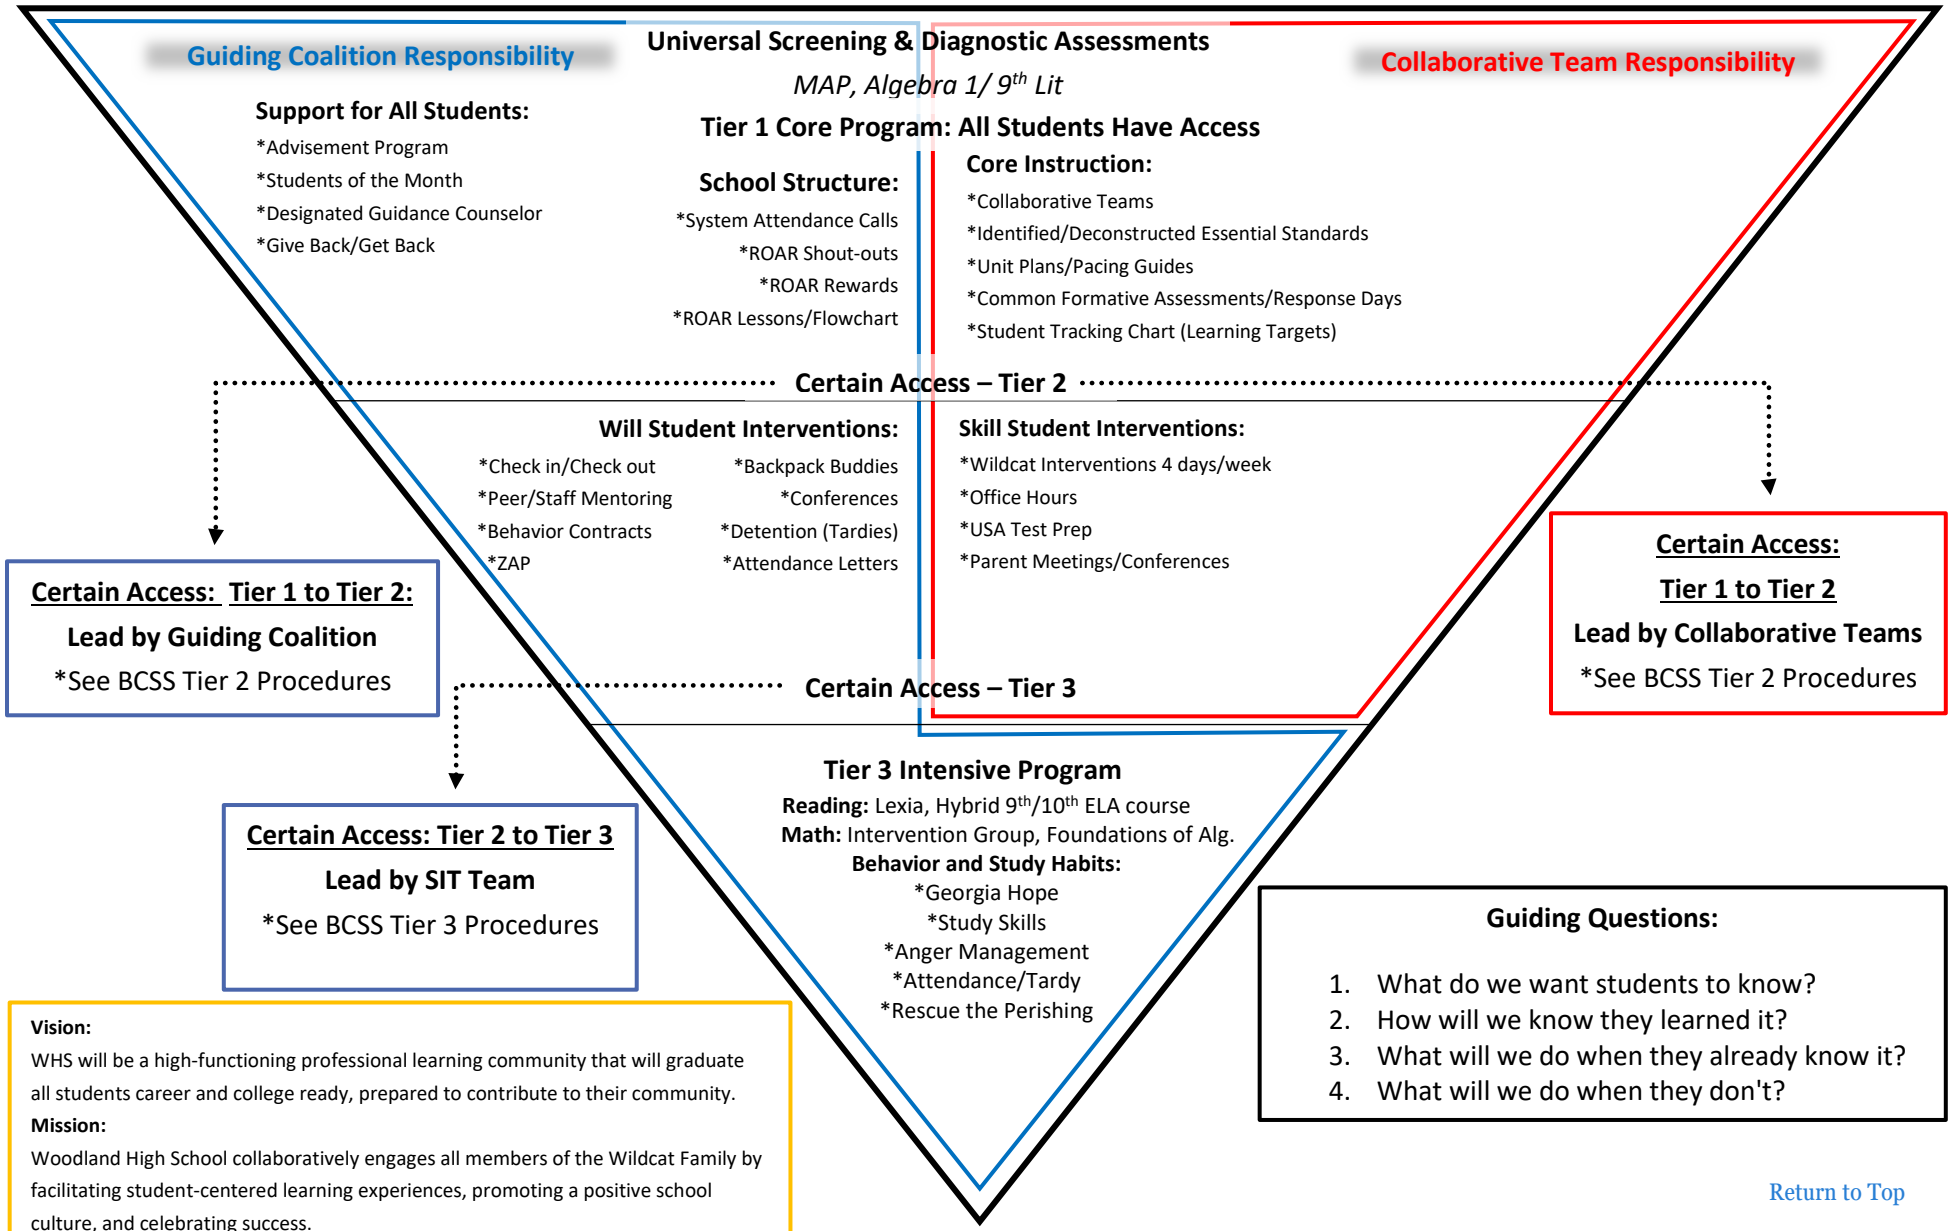 Guiding Coalition Responsibility
Universal Screening & Diagnostic Assessments
MAP, Algebra 1/ 9th Lit
Collaborative Team Responsibility
Tier 1 Core Program: All Students Have Access
Support for All Students:
*Advisement Program
*Students of the Month
*Designated Guidance Counselor
*Give Back/Get Back
School Structure:
*System Attendance Calls
*ROAR Shout-outs
*ROAR Rewards
*ROAR Lessons/Flowchart
Core Instruction:
*Collaborative Teams
*Identified/Deconstructed Essential Standards
*Unit Plans/Pacing Guides
*Common Formative Assessments/Response Days
*Student Tracking Chart (Learning Targets)
Certain Access – Tier 2
Will Student Interventions:
*Check in/Check out
*Peer/Staff Mentoring
*Behavior Contracts
*ZAP
*Backpack Buddies
*Conferences
*Detention (Tardies)
*Attendance Letters
Skill Student Interventions:
*Wildcat Interventions 4 days/week
*Office Hours
*USA Test Prep
*Parent Meetings/Conferences
Certain Access: Tier 1 to Tier 2:
Lead by Guiding Coalition
*See BCSS Tier 2 Procedures
Certain Access:
Tier 1 to Tier 2
Lead by Collaborative Teams
*See BCSS Tier 2 Procedures
Certain Access – Tier 3
Tier 3 Intensive Program
Reading: Lexia, Hybrid 9th/10th ELA course
Math: Intervention Group, Foundations of Alg.
Behavior and Study Habits:
*Georgia Hope
*Study Skills
*Anger Management
*Attendance/Tardy
*Rescue the Perishing
Certain Access: Tier 2 to Tier 3
Lead by SIT Team
*See BCSS Tier 3 Procedures
Guiding Questions:
1. What do we want students to know?
2. How will we know they learned it?
3. What will we do when they already know it?
4. What will we do when they don't?
Vision:
WHS will be a high-functioning professional learning community that will graduate
all students career and college ready, prepared to contribute to their community.
Mission:
Woodland High School collaboratively engages all members of the Wildcat Family by
facilitating student-centered learning experiences, promoting a positive school
culture, and celebrating success.
Return to Top